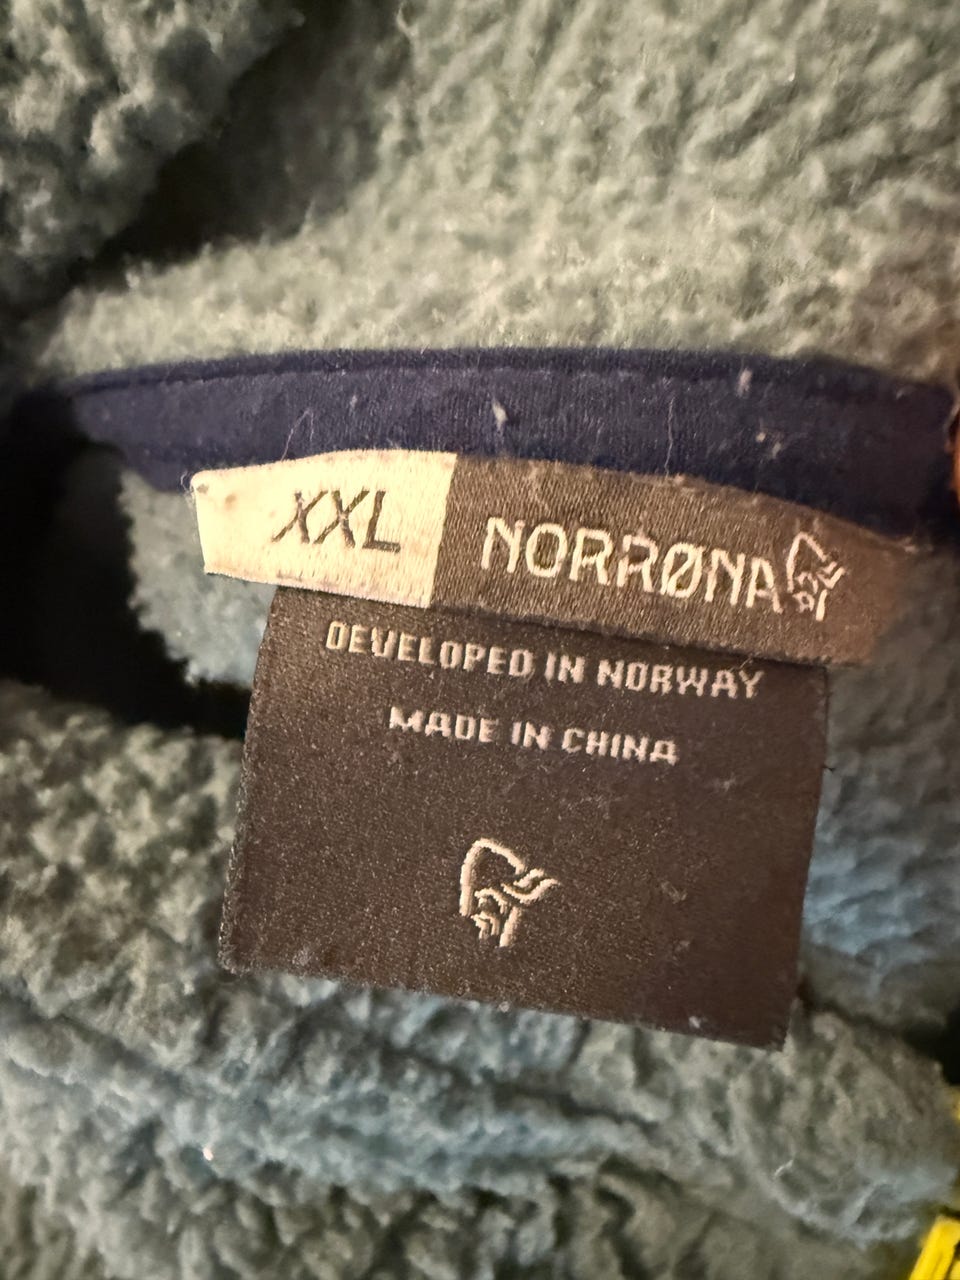 XXL NORRØNA
DEVELOPED IN NORWAY
MADE IN CHINA